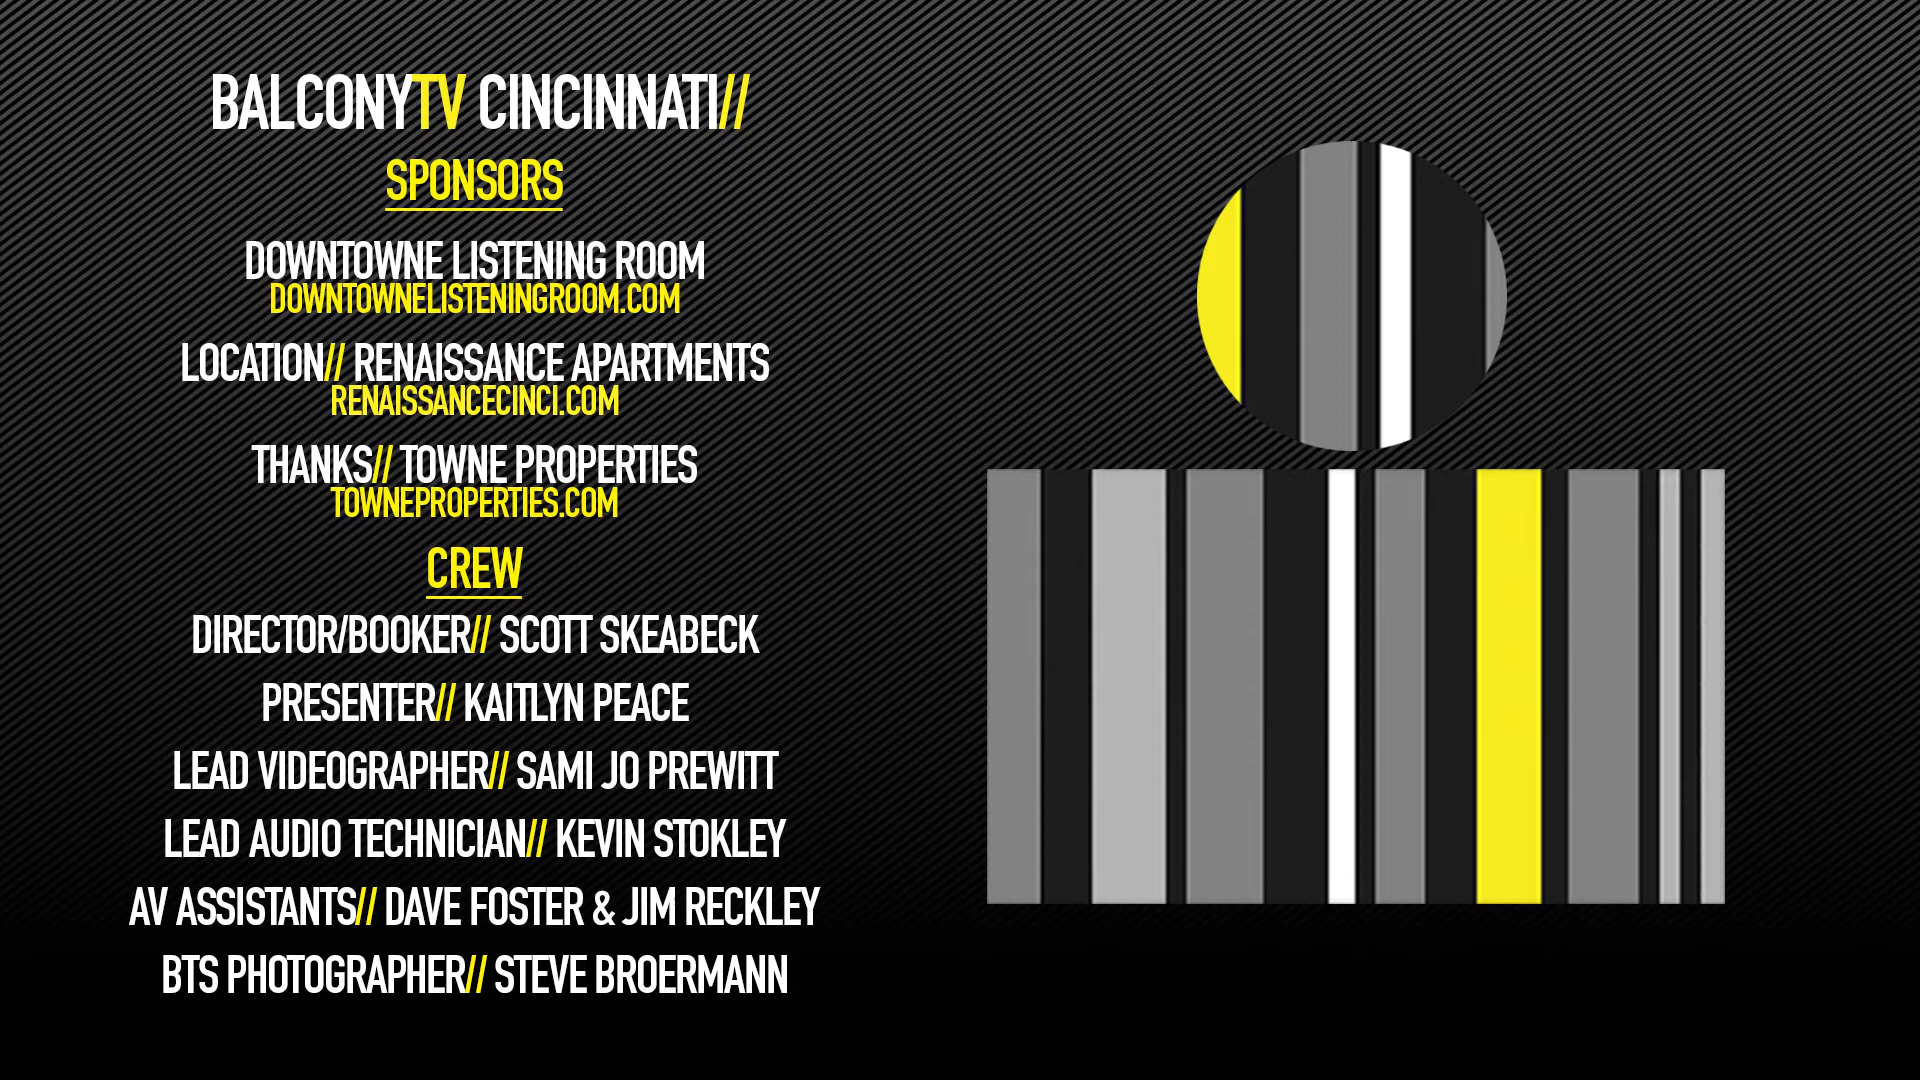 BALCONYTV CINCINNATI//
SPONSORS
DOWNTOWNE LISTENING ROOM
DOWNTOWNELISTENINGROOM.COM
LOCATION// RENAISSANCE APARTMENTS
RENAISSANCECINCI.COM
THANKS// TOWNE PROPERTIES
TOWNEPROPERTIES.COM
CREW
DIRECTOR/BOOKER// SCOTT SKEABECK
PRESENTER// KAITLYN PEACE
LEAD VIDEOGRAPHER// SAMI JO PREWITT
LEAD AUDIO TECHNICIAN// KEVIN STOKLEY
AV ASSISTANTS// DAVE FOSTER & JIM RECKLEY
BTS PHOTOGRAPHER// STEVE BROERMANN